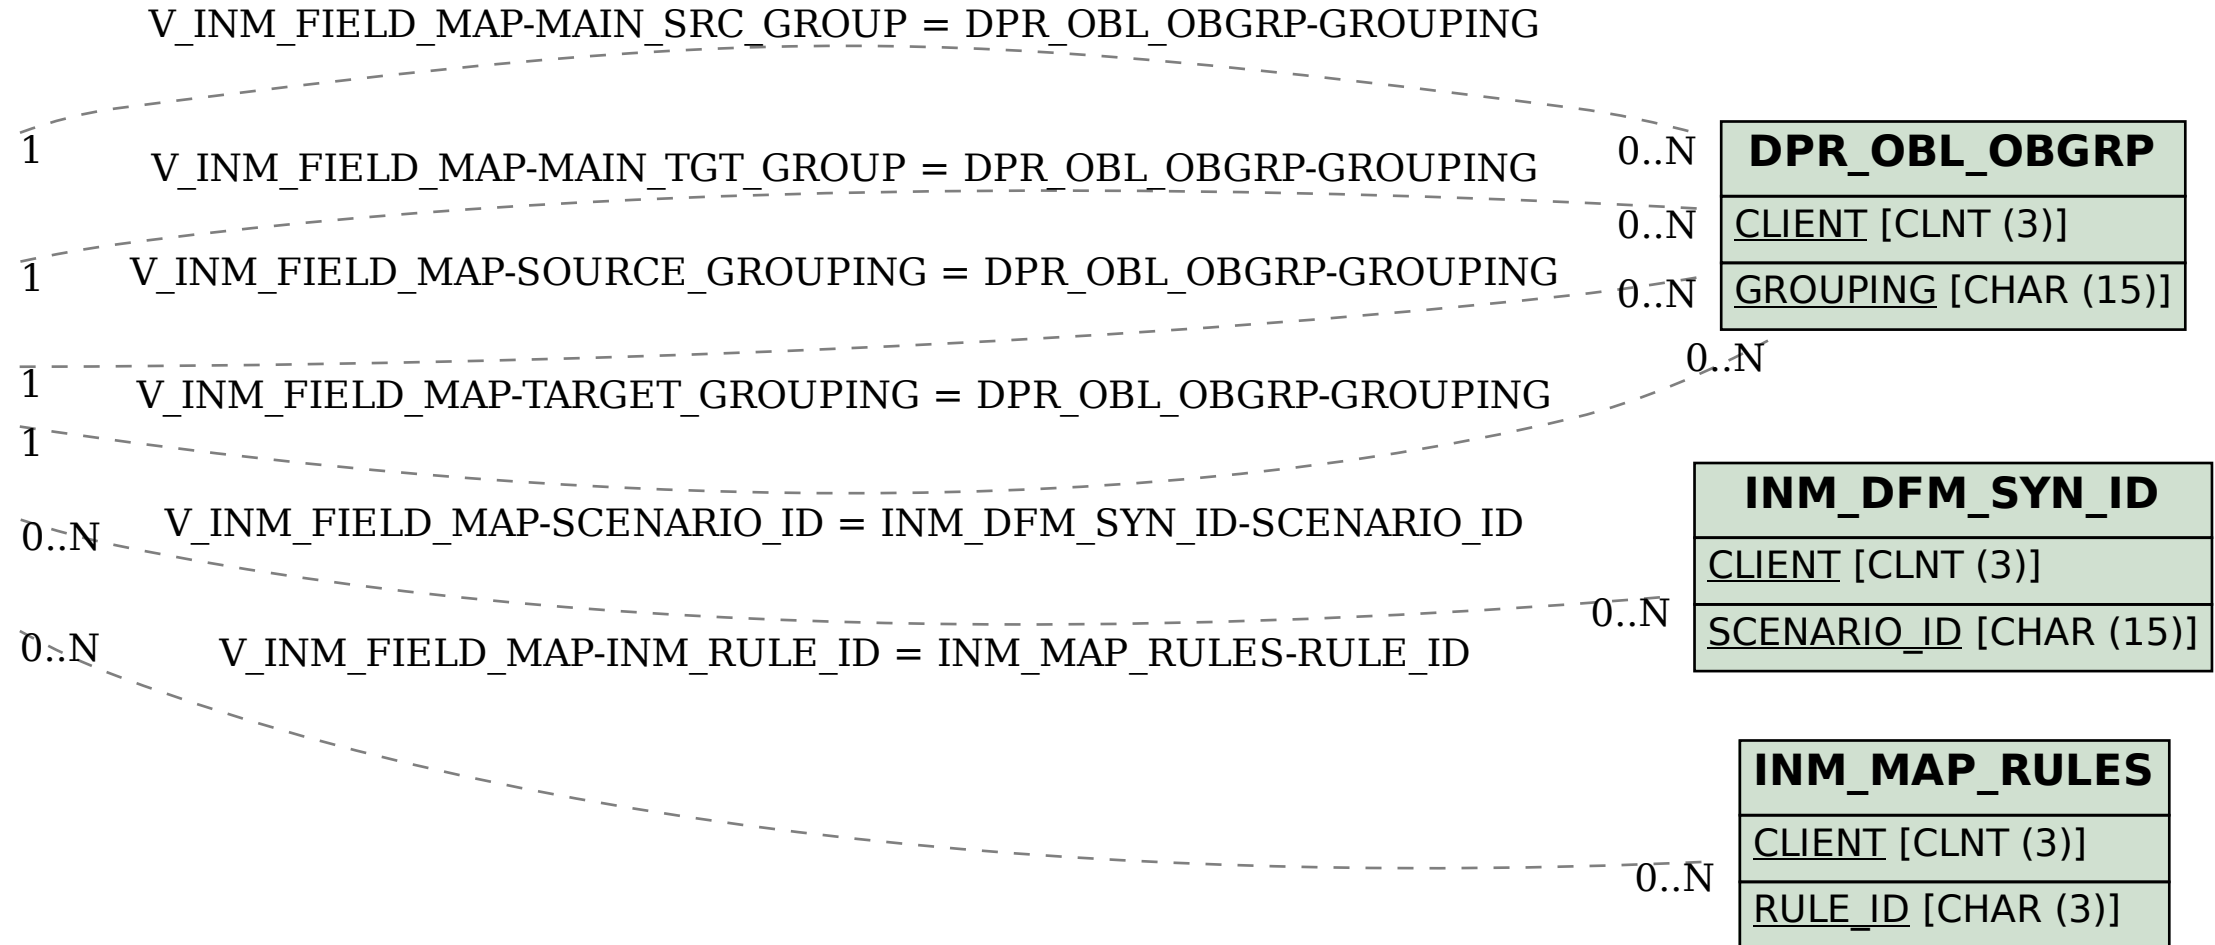 V_INM_FIELD_MAP-MAIN_SRC_GROUP = DPR_OBL_OBGRP-GROUPING
1
0..N
V_INM_FIELD_MAP-MAIN_TGT_GROUP = DPR_OBL_OBGRP-GROUPING
1
0..N
V_INM_FIELD_MAP-SOURCE_GROUPING = DPR_OBL_OBGRP-GROUPING
1
0..N
V_INM_FIELD_MAP-TARGET_GROUPING = DPR_OBL_OBGRP-GROUPING
1
0..N
V_INM_FIELD_MAP-SCENARIO_ID = INM_DFM_SYN_ID-SCENARIO_ID
0..N
0..N
V_INM_FIELD_MAP-INM_RULE_ID = INM_MAP_RULES-RULE_ID
0..N
0..N
DPR_OBL_OBGRP
CLIENT [CLNT (3)]
GROUPING [CHAR (15)]
INM_DFM_SYN_ID
CLIENT [CLNT (3)]
SCENARIO_ID [CHAR (15)]
INM_MAP_RULES
CLIENT [CLNT (3)]
RULE_ID [CHAR (3)]